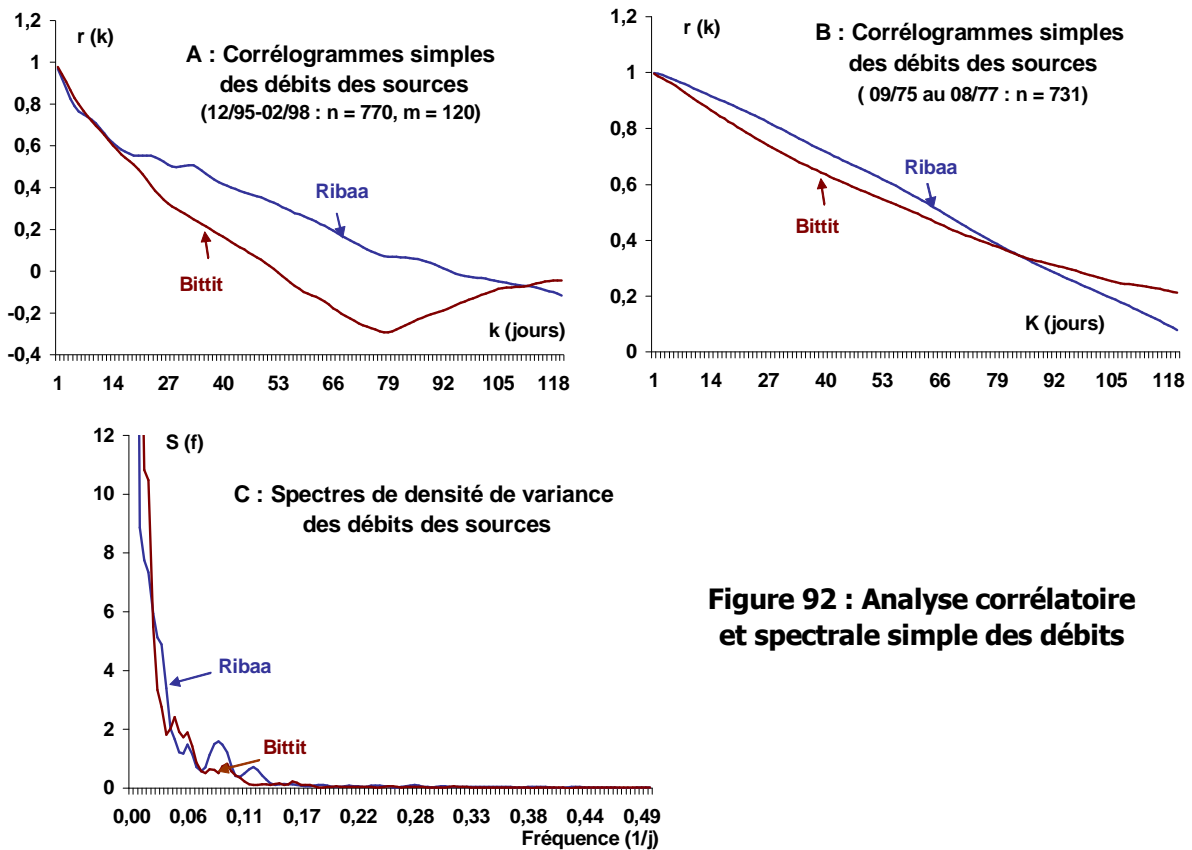 r (k)
A : Corrélogrammes simples
des débits des sources
(12/95-02/98 : n = 770, m = 120)
1,2
1
0,8
0,6
0,4
0,2
0
-0,2
-0,4
Ribaa
Bittit
k (jours)
1 14 27 40 53 66 79 92 105 118
r (k)
B : Corrélogrammes simples
des débits des sources
( 09/75 au 08/77 : n = 731)
1,2
1
0,8
0,6
0,4
0,2
0
Ribaa
Bittit
K (jours)
1 14 27 40 53 66 79 92 105 118
S (f)
C : Spectres de densité de variance
des débits des sources
12
10
8
6
4
2
0
Ribaa
Bittit
0,00 0,06 0,11 0,17 0,22 0,28 0,33 0,38 0,44 0,49
Fréquence (1/j)
Figure 92 : Analyse corrélatoire
et spectrale simple des débits